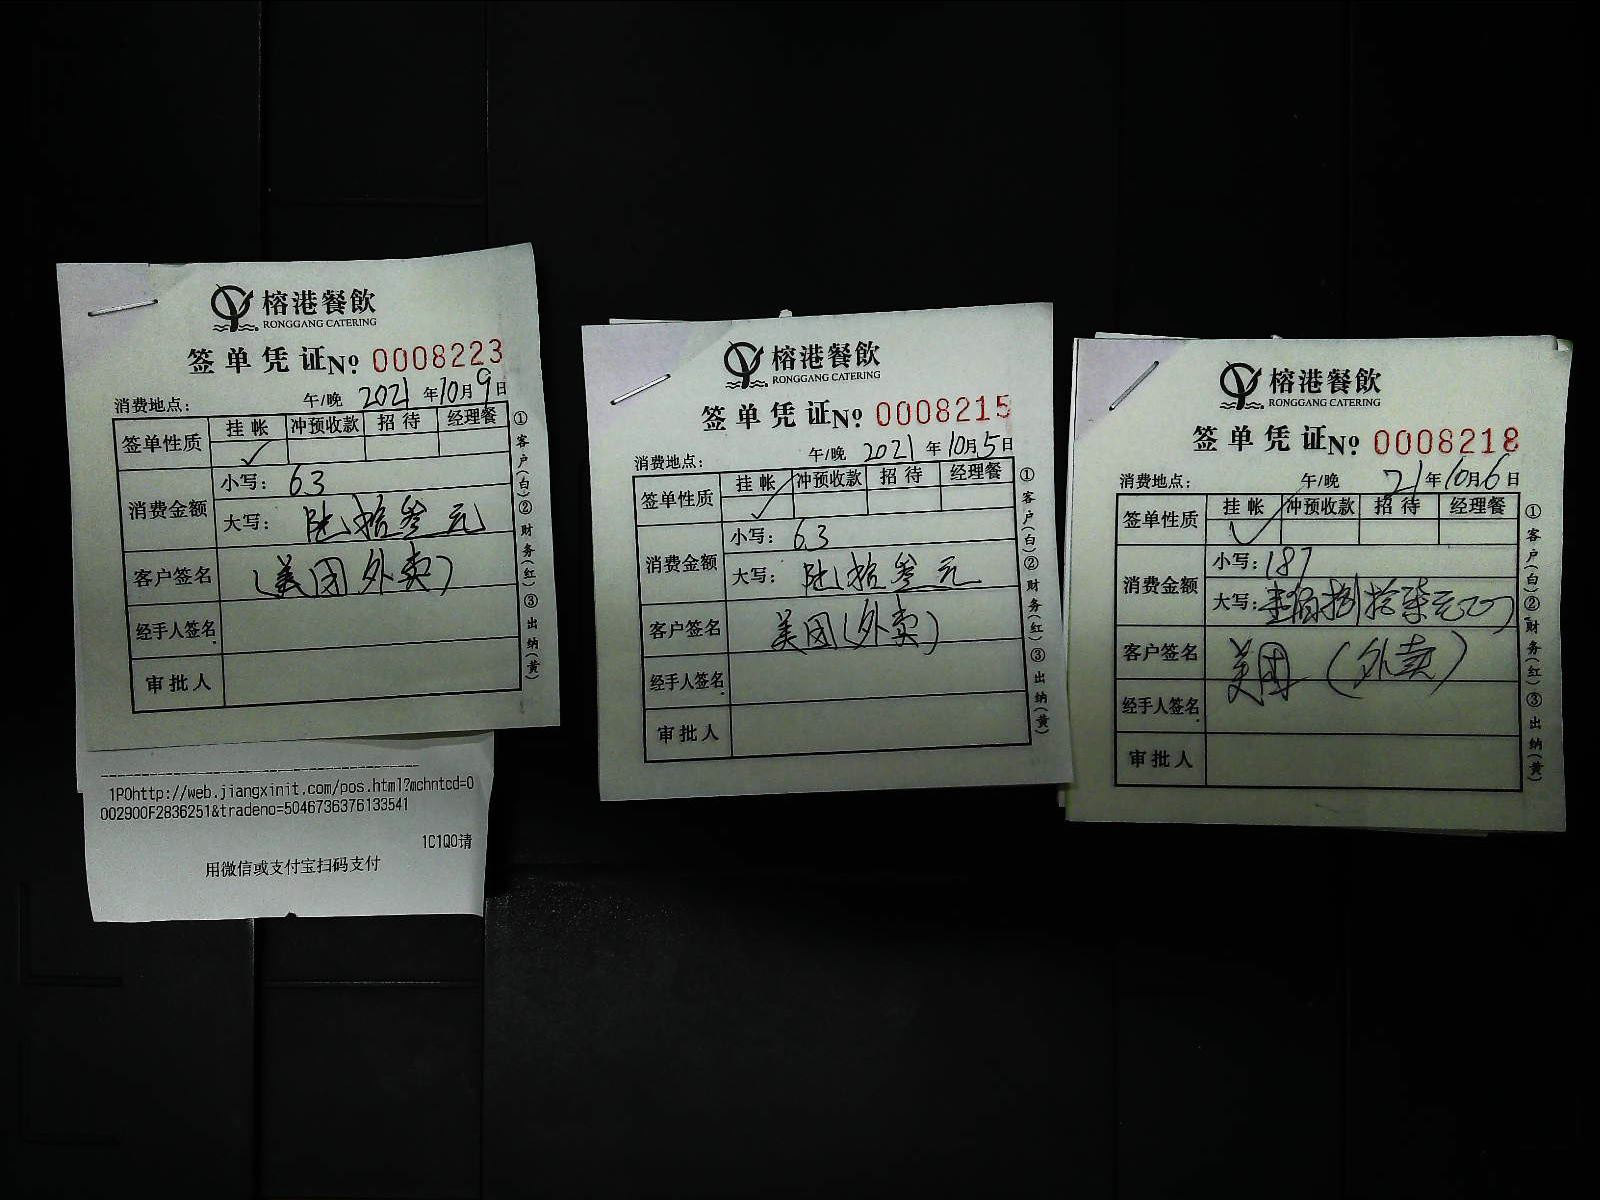 榕港餐飲
RONGGANG CATERING
签单凭证№ 0008223
消费地点： 午/晚 2021 年 10 月 9 日
签单性质 挂帐 冲预收款 招待 经理餐
✓
消费金额 小写： 63
大写： 陆拾叁元
客户签名 （美团外卖）
经手人签名
审批人
①客户（白）②财务（红）③出纳（黄）
1P0http://web.jiangxinit.com/pos.html?mchntcd=0
002900F2836251&tradeno=5046736376133541
1C1Q0请
用微信或支付宝扫码支付
榕港餐飲
RONGGANG CATERING
签单凭证№ 0008215
消费地点： 午/晚 2021 年 10 月 5 日
签单性质 挂帐 冲预收款 招待 经理餐
✓
消费金额 小写： 63
大写： 陆拾叁元
客户签名 美团（外卖）
经手人签名
审批人
①客户（白）②财务（红）③出纳（黄）
榕港餐飲
RONGGANG CATERING
签单凭证№ 0008218
消费地点： 午/晚 21 年 10 月 6 日
签单性质 挂帐 冲预收款 招待 经理餐
✓
消费金额 小写： 187
大写： 壹佰捌拾柒元
客户签名 美团（外卖）
经手人签名
审批人
①客户（白）②财务（红）③出纳（黄）